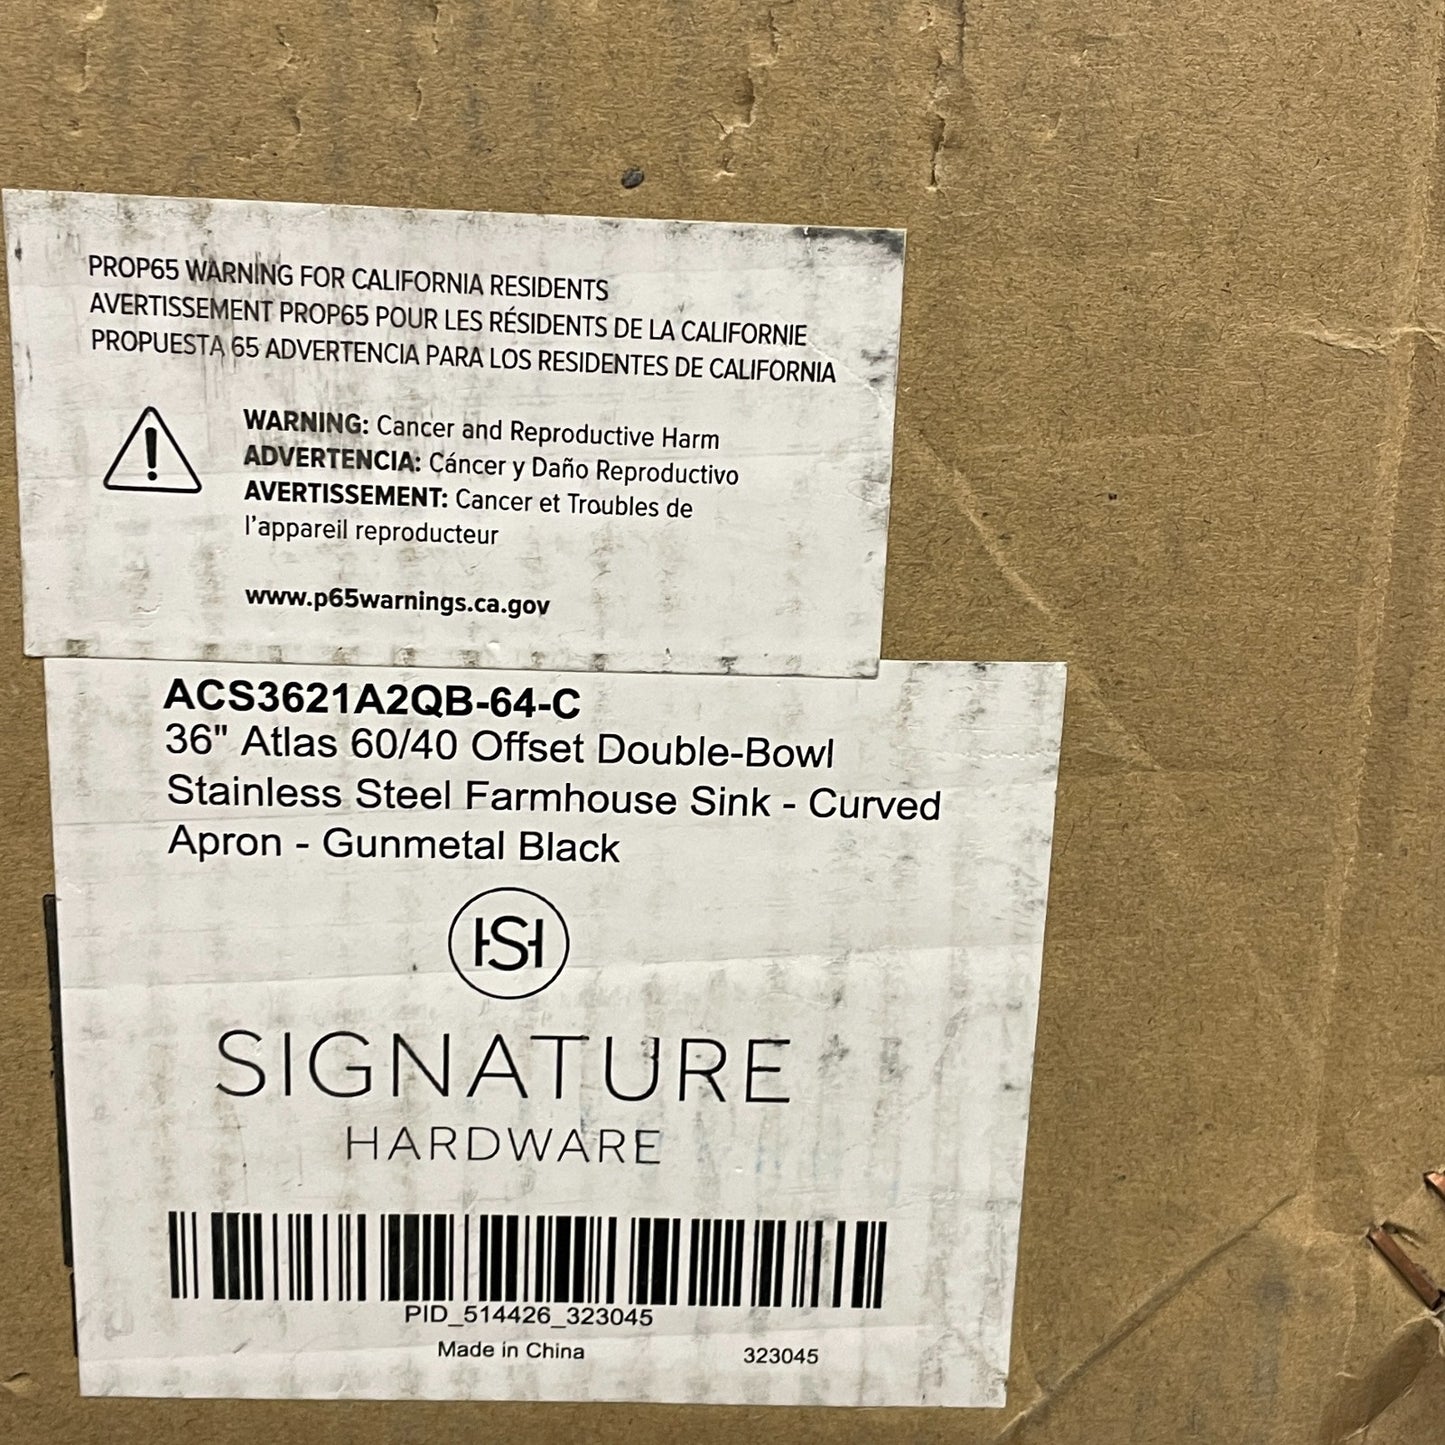 PROP65 WARNING FOR CALIFORNIA RESIDENTS
AVERTISSEMENT PROP65 POUR LES RÉSIDENTS DE LA CALIFORNIE
PROPUESTA 65 ADVERTENCIA PARA LOS RESIDENTES DE CALIFORNIA
WARNING: Cancer and Reproductive Harm
ADVERTENCIA: Cáncer y Daño Reproductivo
AVERTISSEMENT: Cancer et Troubles de
l'appareil reproducteur
www.p65warnings.ca.gov
ACS3621A2QB-64-C
36" Atlas 60/40 Offset Double-Bowl
Stainless Steel Farmhouse Sink - Curved
Apron - Gunmetal Black
HSH
SIGNATURE
HARDWARE
PID_514426_323045
Made in China 323045